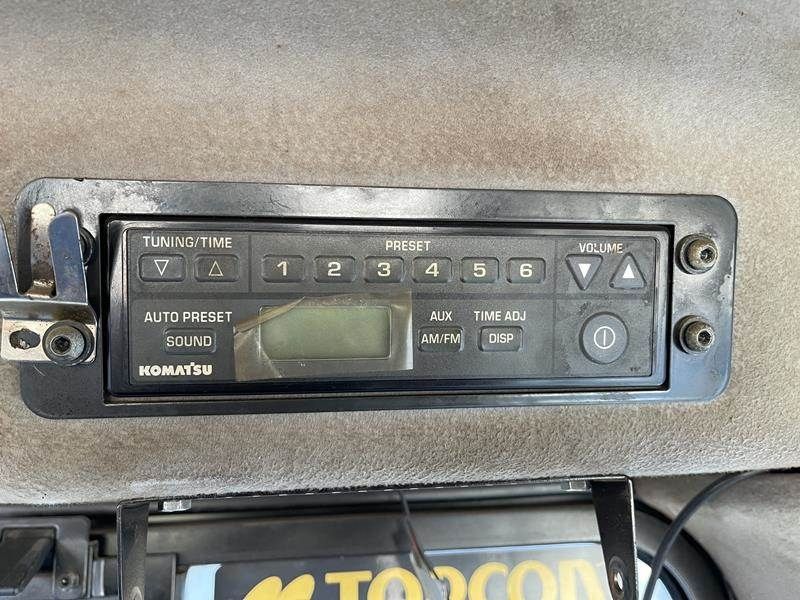 TUNING/TIME
PRESET
VOLUME
1 2 3 4 5 6
AUTO PRESET
SOUND
AUX
AM/FM
TIME ADJ
DISP
KOMATSU
TOPCON